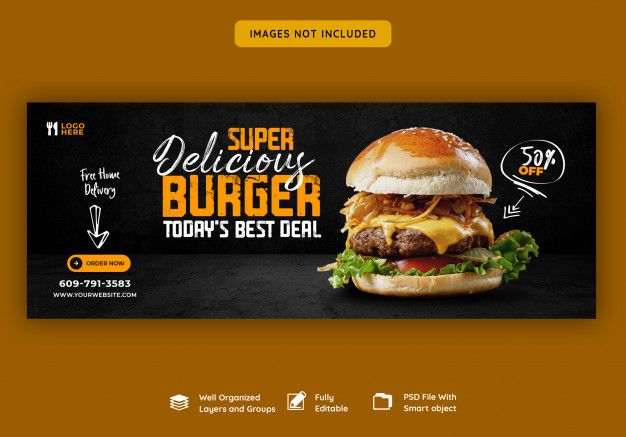 IMAGES NOT INCLUDED
LOGO
HERE
SUPER
Delicious
BURGER
TODAY'S BEST DEAL
Free Home
Delivery
ORDER NOW
609-791-3583
WWW.YOURWEBSITE.COM
50%
OFF
Well Organized
Layers and Groups
Fully
Editable
PSD File With
Smart object